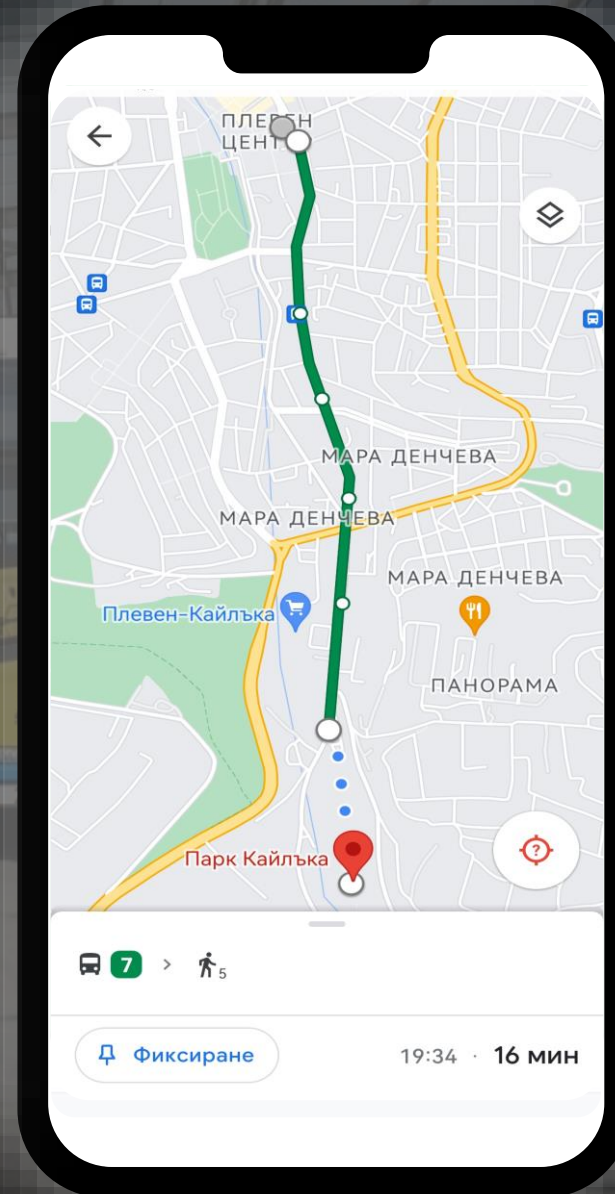 ПЛЕВЕН
ЦЕНТ
МАРА ДЕНЧЕВА
МАРА ДЕНЧЕВА
МАРА ДЕНЧЕВА
Плевен-Кайлъка
ПАНОРАМА
Парк Кайлъка
?
7 > 5
Фиксиране
19:34 · 16 мин